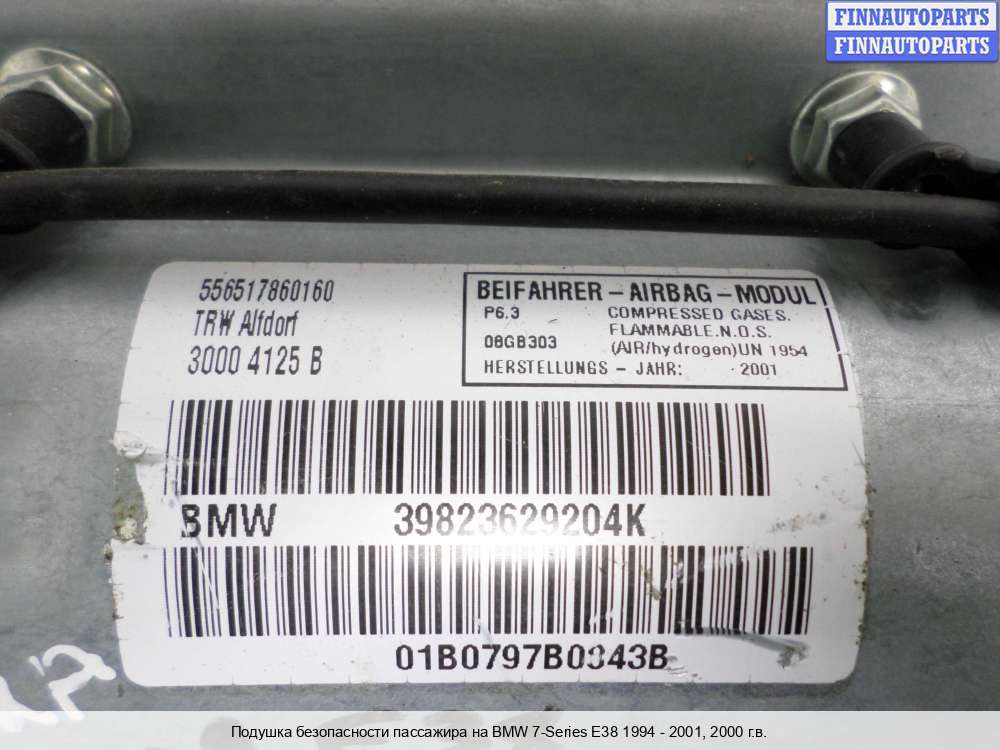 FINNAUTOPARTS
FINNAUTOPARTS
556517860160
TRW Alfdorf
3000 4125 B
BEIFAHRER - AIRBAG - MODUL
P6.3 COMPRESSED GASES.
FLAMMABLE.N.O.S.
08GB303 (AIR/hydrogen)UN 1954
HERSTELLUNGS - JAHR: 2001
BMW 39823629204K
01B0797B0343B
Подушка безопасности пассажира на BMW 7-Series E38 1994 - 2001, 2000 г.в.